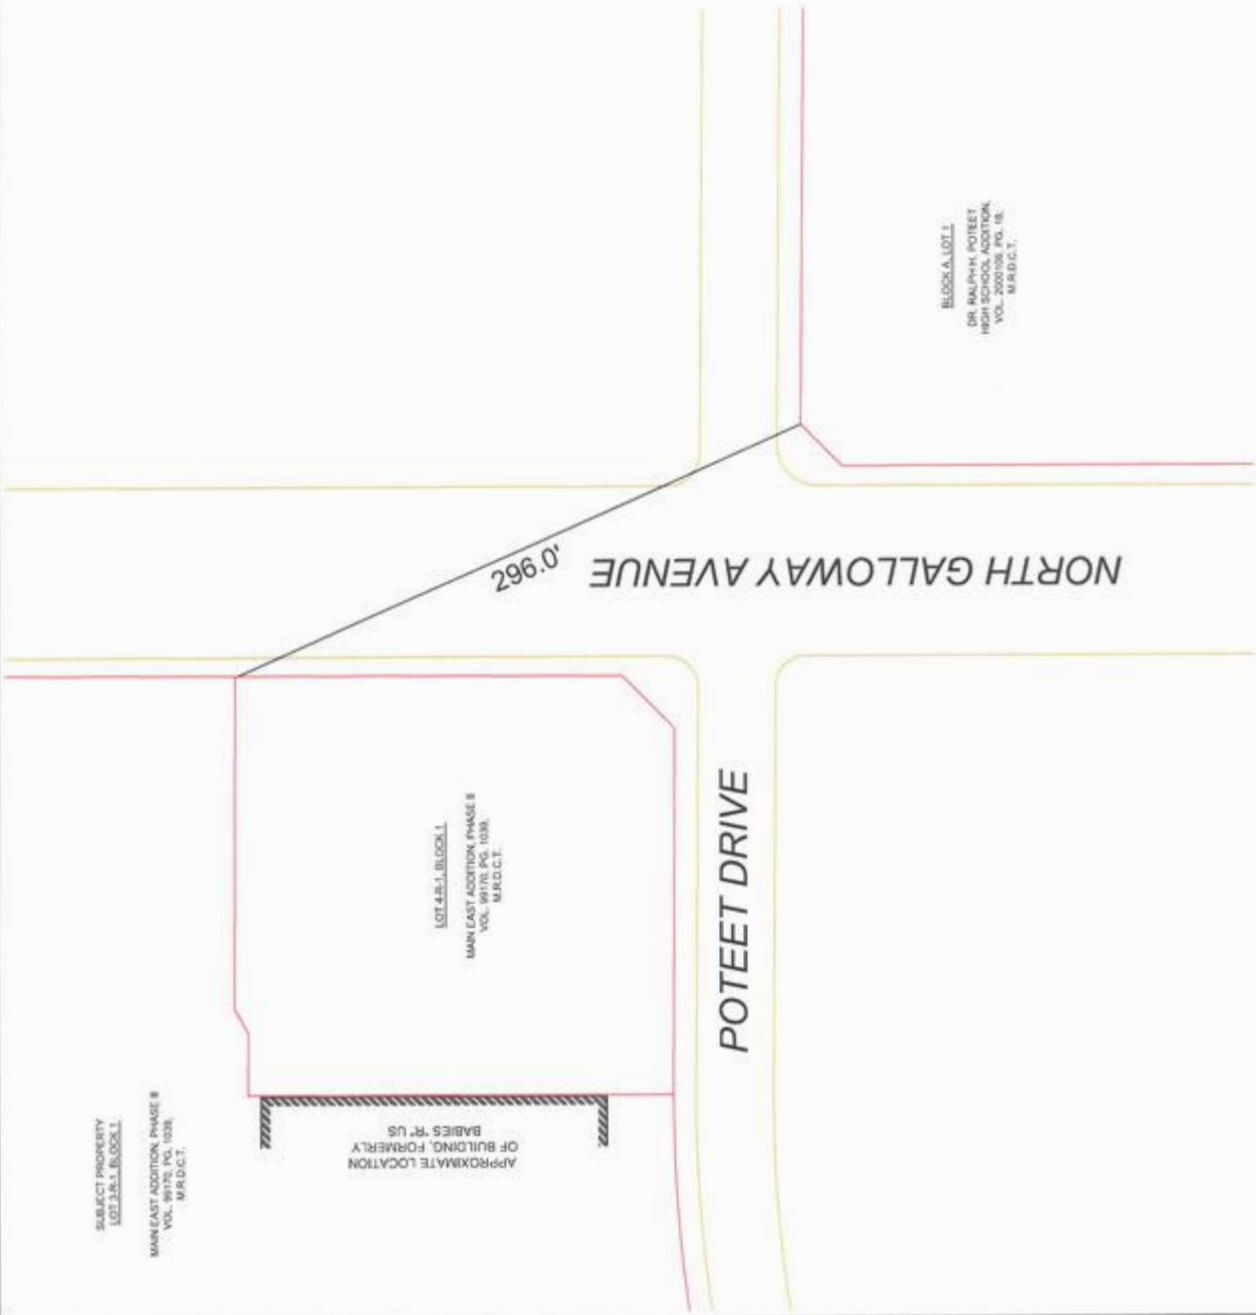 SUBJECT PROPERTY
LOT 3-R-1, BLOCK 1
MAIN EAST ADDITION, PHASE II
VOL. 99170, PG. 1039,
M.R.D.C.T.
APPROXIMATE LOCATION
OF BUILDING, FORMERLY
BABIES "R" US
LOT 4-R-1, BLOCK 1
MAIN EAST ADDITION, PHASE II
VOL. 99170, PG. 1039,
M.R.D.C.T.
296.0'
NORTH GALLOWAY AVENUE
POTEET DRIVE
BLOCK A, LOT 1
DR. RALPH H. POTEET
HIGH SCHOOL ADDITION,
VOL. 2000105, PG. 18,
M.R.D.C.T.